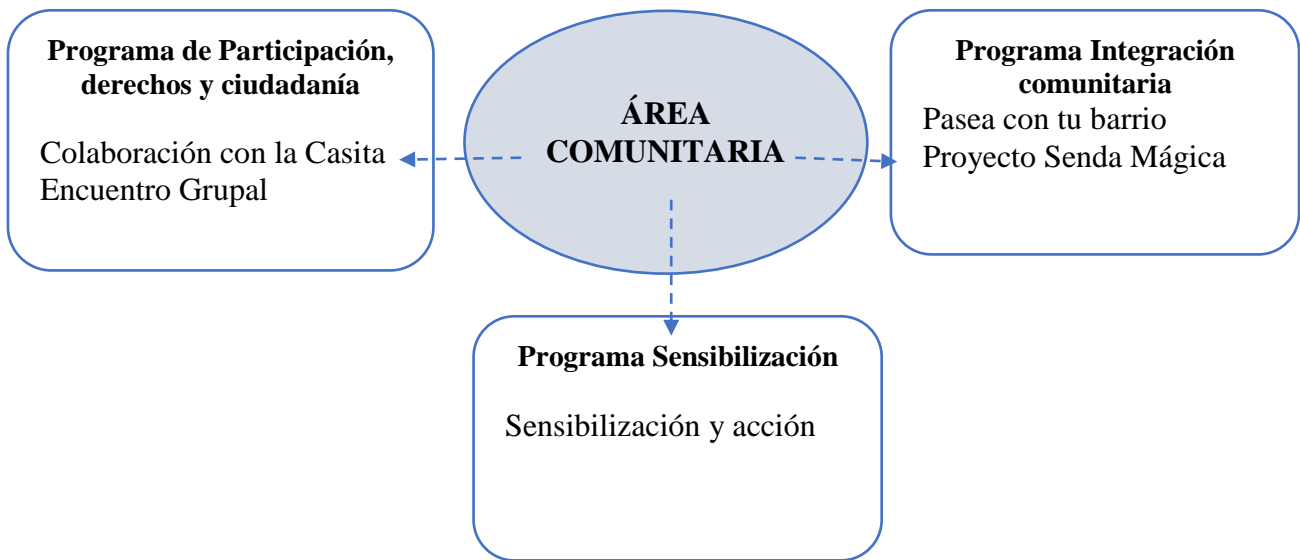 Programa de Participación,
derechos y ciudadanía
Colaboración con la Casita
Encuentro Grupal
ÁREA
COMUNITARIA
Programa Integración
comunitaria
Pasea con tu barrio
Proyecto Senda Mágica
Programa Sensibilización
Sensibilización y acción